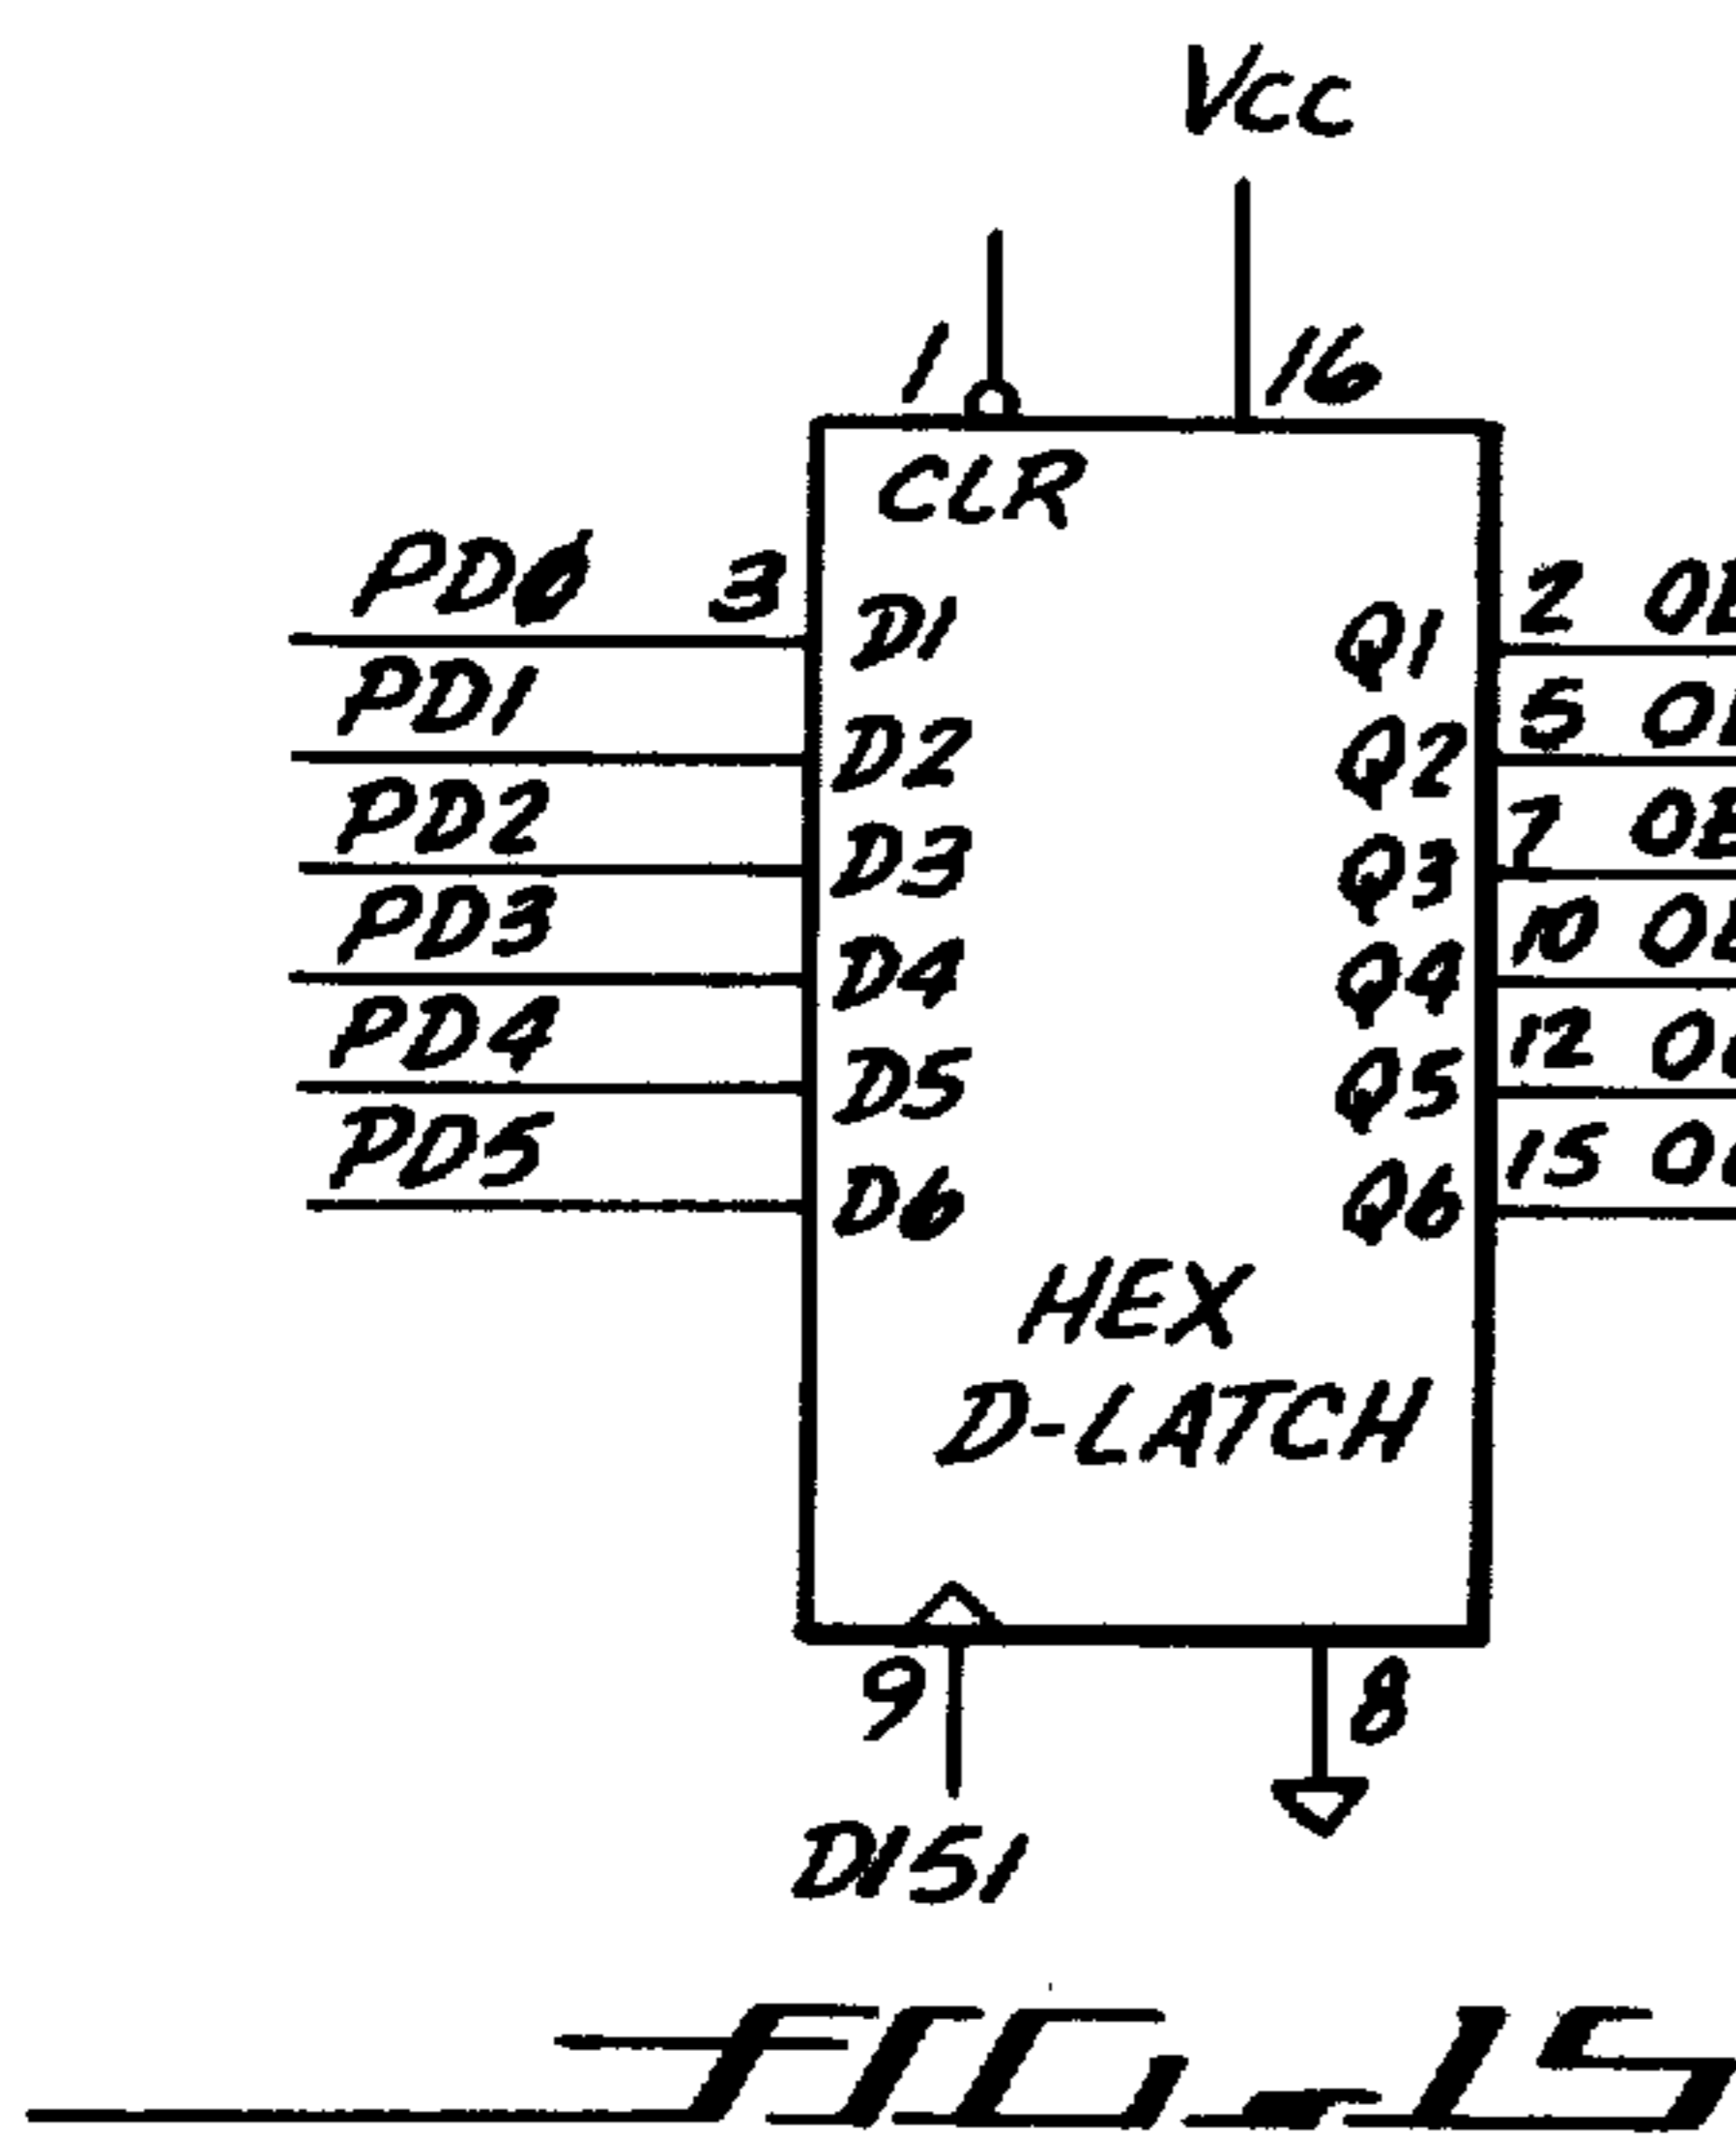 Vcc
1 16
CLR
PD0 3 D1 Q1 2
PD1 D2 Q2 5
PD2 D3 Q3 7
PD3 D4 Q4 10
PD4 D5 Q5 12
PD5 D6 Q6 15
HEX
D-LATCH
9 8
DIS1
FIG. 15